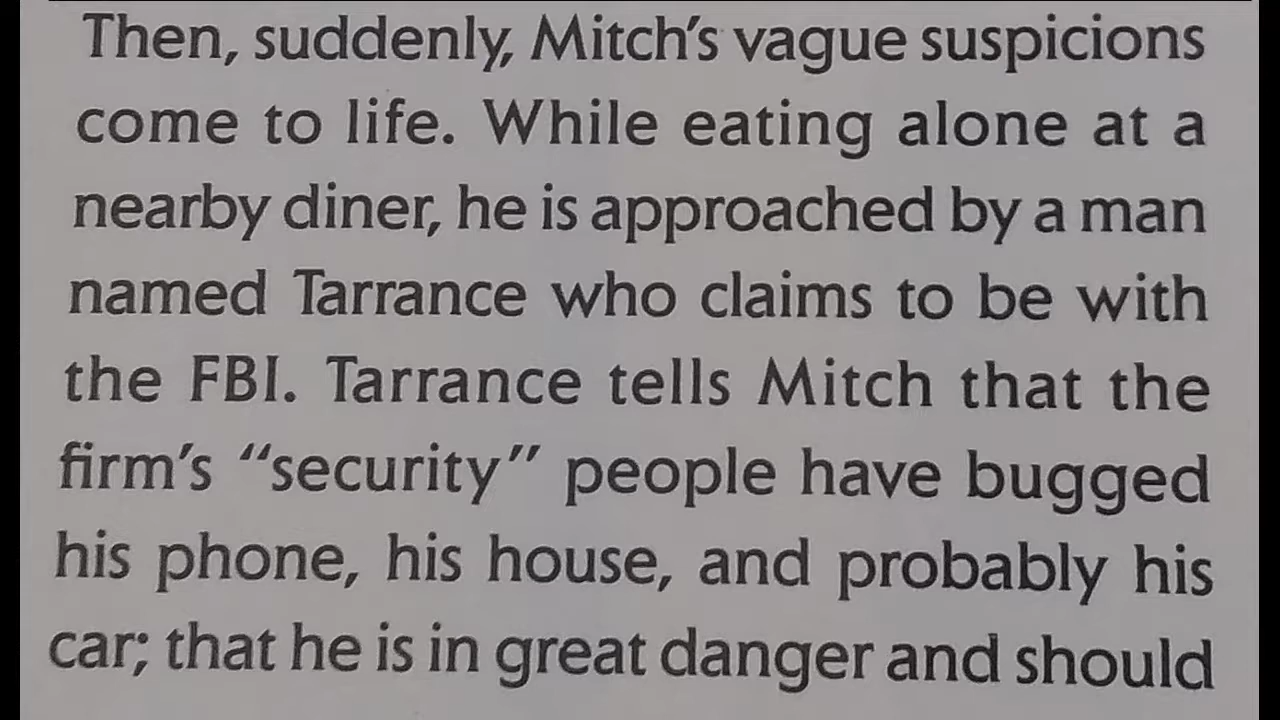 Then, suddenly, Mitch's vague suspicions
come to life. While eating alone at a
nearby diner, he is approached by a man
named Tarrance who claims to be with
the FBI. Tarrance tells Mitch that the
firm's “security” people have bugged
his phone, his house, and probably his
car; that he is in great danger and should